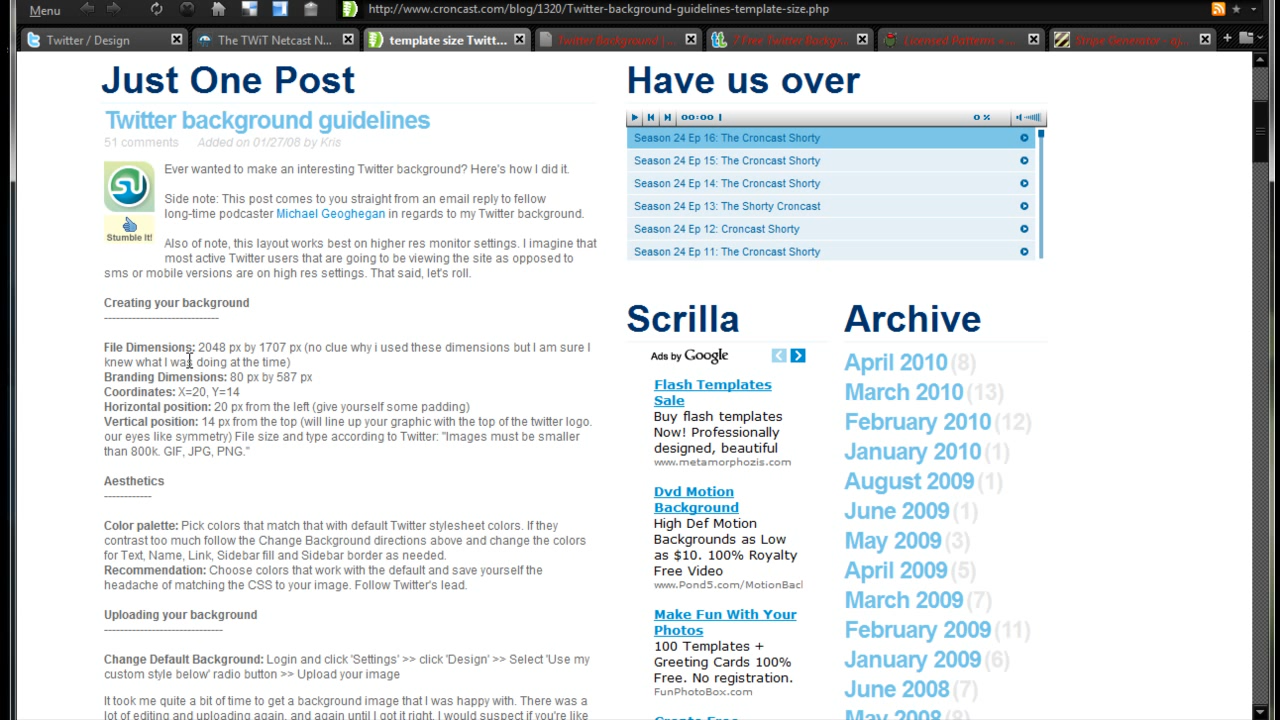 Menu
http://www.croncast.com/blog/1320/Twitter-background-guidelines-template-size.php
Twitter / Design
The TWiT Netcast N...
template size Twitt...
Twitter Background | ...
7 Free Twitter Backgr...
Licensed Pattern + ...
Stripe Generator - aj...
Just One Post
Twitter background guidelines
51 comments Added on 01/27/08 by Kris
Stumble It!
Ever wanted to make an interesting Twitter background? Here's how I did it.
Side note: This post comes to you straight from an email reply to fellow
long-time podcaster Michael Geoghegan in regards to my Twitter background.
Also of note, this layout works best on higher res monitor settings. I imagine that
most active Twitter users that are going to be viewing the site as opposed to
sms or mobile versions are on high res settings. That said, let's roll.
Creating your background
----------------------------
File Dimensions: 2048 px by 1707 px (no clue why i used these dimensions but I am sure I
knew what I was doing at the time)
Branding Dimensions: 80 px by 587 px
Coordinates: X=20, Y=14
Horizontal position: 20 px from the left (give yourself some padding)
Vertical position: 14 px from the top (will line up your graphic with the top of the twitter logo.
our eyes like symmetry) File size and type according to Twitter: "Images must be smaller
than 800k. GIF, JPG, PNG."
Aesthetics
------------
Color palette: Pick colors that match that with default Twitter stylesheet colors. If they
contrast too much follow the Change Background directions above and change the colors
for Text, Name, Link, Sidebar fill and Sidebar border as needed.
Recommendation: Choose colors that work with the default and save yourself the
headache of matching the CSS to your image. Follow Twitter's lead.
Uploading your background
-----------------------------
Change Default Background: Login and click 'Settings' >> click 'Design' >> Select 'Use my
custom style below' radio button >> Upload your image
It took me quite a bit of time to get a background image that I was happy with. There was a
lot of editing and uploading again, and again until I got it right. I would suspect if you're like
Have us over
00:00
0 %
Season 24 Ep 16: The Croncast Shorty
Season 24 Ep 15: The Croncast Shorty
Season 24 Ep 14: The Croncast Shorty
Season 24 Ep 13: The Shorty Croncast
Season 24 Ep 12: Croncast Shorty
Season 24 Ep 11: The Croncast Shorty
Scrilla
Ads by Google
Flash Templates
Sale
Buy flash templates
Now! Professionally
designed, beautiful
www.metamorphozis.com
Dvd Motion
Background
High Def Motion
Backgrounds as Low
as $10. 100% Royalty
Free Video
www.Pond5.com/MotionBacl
Make Fun With Your
Photos
100 Templates +
Greeting Cards 100%
Free. No registration.
FunPhotoBox.com
Create Free
Archive
April 2010 (8)
March 2010 (13)
February 2010 (12)
January 2010 (1)
August 2009 (1)
June 2009 (1)
May 2009 (3)
April 2009 (5)
March 2009 (7)
February 2009 (11)
January 2009 (6)
June 2008 (7)
May 2008 (8)